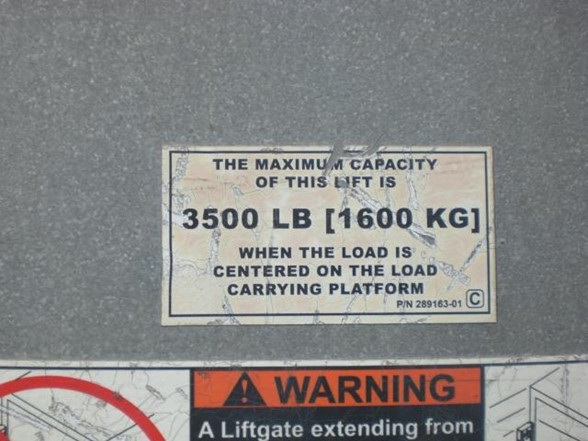 THE MAXIMUM CAPACITY
OF THIS LIFT IS
3500 LB [1600 KG]
WHEN THE LOAD IS
CENTERED ON THE LOAD
CARRYING PLATFORM
P/N 289163-01 C
WARNING
A Liftgate extending from